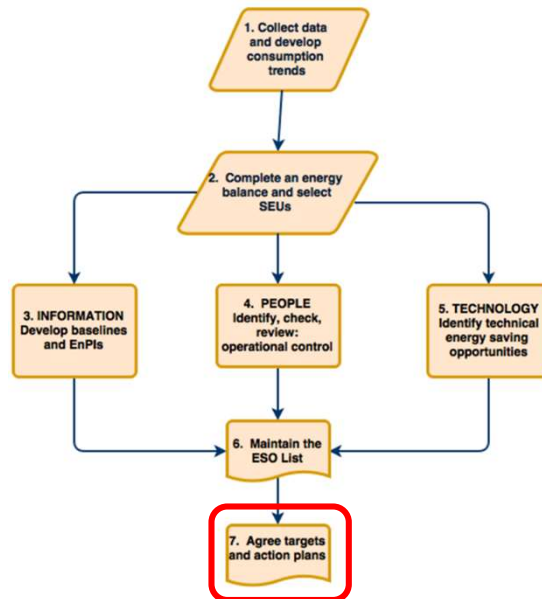 1. Collect data
and develop
consumption
trends
2. Complete an energy
balance and select
SEUs
3. INFORMATION
Develop baselines
and EnPIs
4. PEOPLE
Identify, check,
review:
operational control
5. TECHNOLOGY
Identify technical
energy saving
opportunities
6. Maintain the
ESO List
7. Agree targets
and action plans